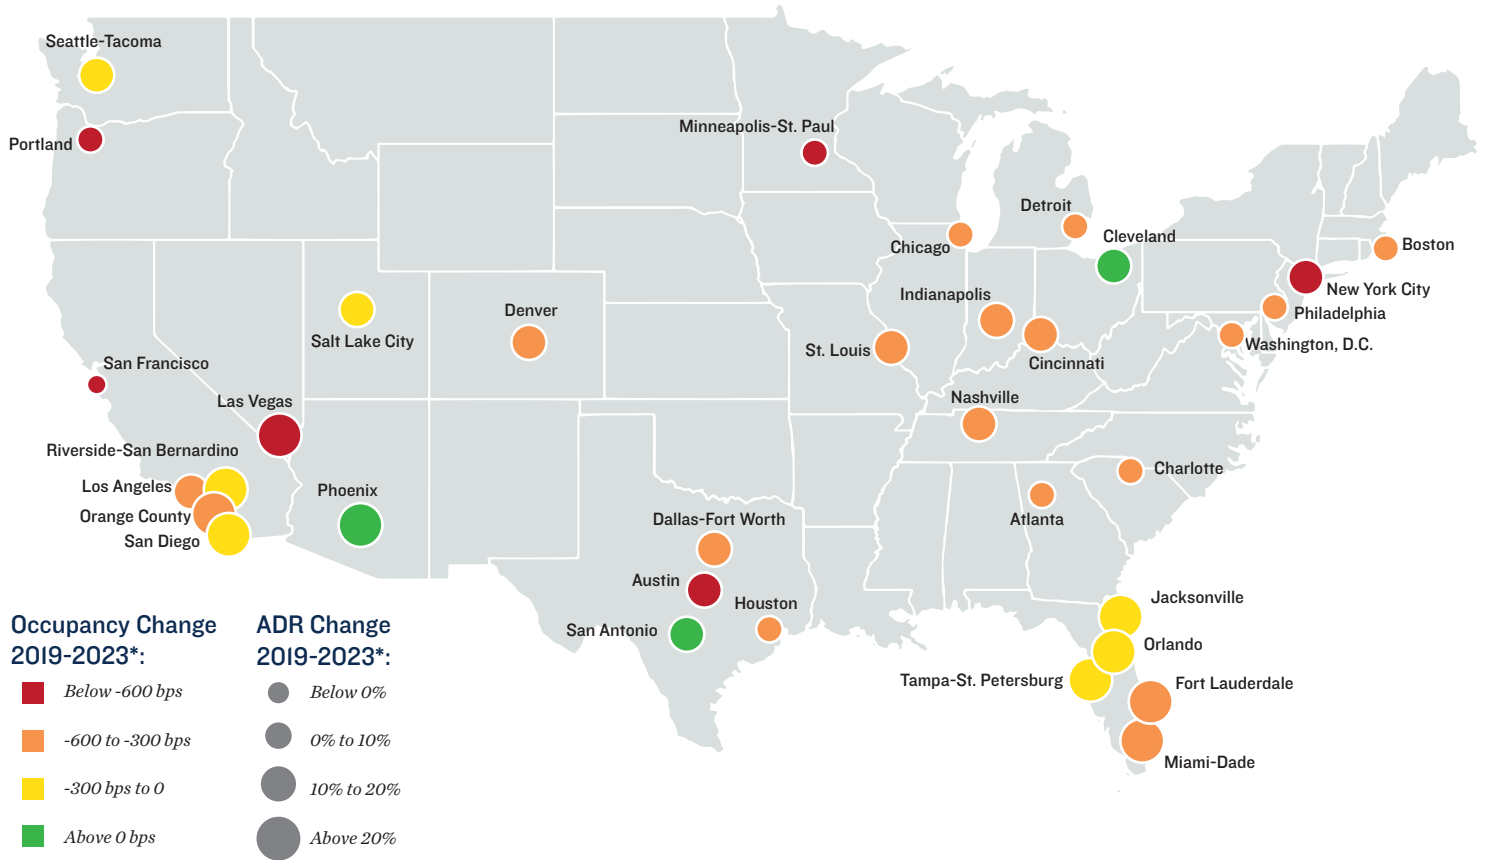 Seattle-Tacoma
Portland
Minneapolis-St. Paul
Detroit
Chicago
Cleveland
Boston
New York City
Indianapolis
Philadelphia
Denver
Salt Lake City
St. Louis
Washington, D.C.
Cincinnati
San Francisco
Las Vegas
Nashville
Riverside-San Bernardino
Los Angeles
Phoenix
Charlotte
Orange County
Dallas-Fort Worth
Atlanta
San Diego
Austin
Houston
San Antonio
Jacksonville
Orlando
Tampa-St. Petersburg
Fort Lauderdale
Miami-Dade
Occupancy Change
2019-2023*:
Below -600 bps
-600 to -300 bps
-300 bps to 0
Above 0 bps
ADR Change
2019-2023*:
Below 0%
0% to 10%
10% to 20%
Above 20%